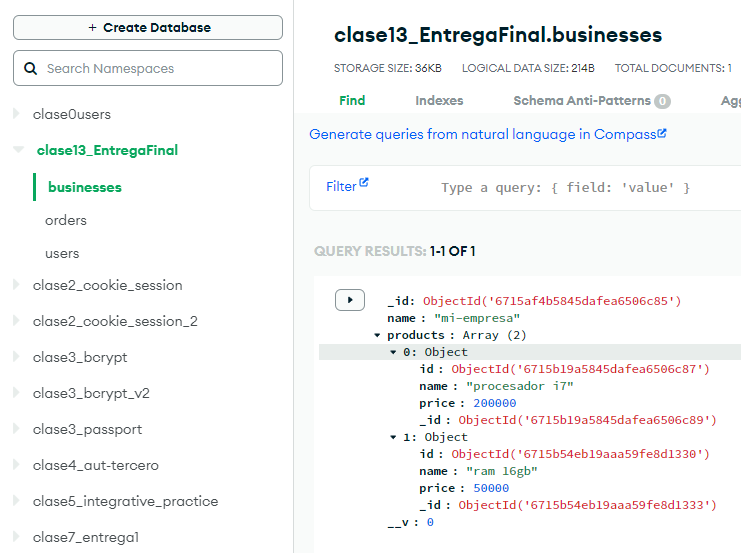 + Create Database
Search Namespaces
clase0users
clase13_EntregaFinal
businesses
orders
users
clase2_cookie_session
clase2_cookie_session_2
clase3_bcrypt
clase3_bcrypt_v2
clase3_passport
clase4_aut-tercero
clase5_integrative_practice
clase7_entrega1
clase13_EntregaFinal.businesses
STORAGE SIZE: 36KB LOGICAL DATA SIZE: 214B TOTAL DOCUMENTS: 1
Find Indexes Schema Anti-Patterns 0 Agg
Generate queries from natural language in Compass
Filter Type a query: { field: 'value' }
QUERY RESULTS: 1-1 OF 1
_id: ObjectId('6715af4b5845dafea6506c85')
name : "mi-empresa"
products : Array (2)
0: Object
id : ObjectId('6715b19a5845dafea6506c87')
name : "procesador i7"
price : 200000
_id : ObjectId('6715b19a5845dafea6506c89')
1: Object
id : ObjectId('6715b54eb19aaa59fe8d1330')
name : "ram 16gb"
price : 50000
_id : ObjectId('6715b54eb19aaa59fe8d1333')
__v : 0